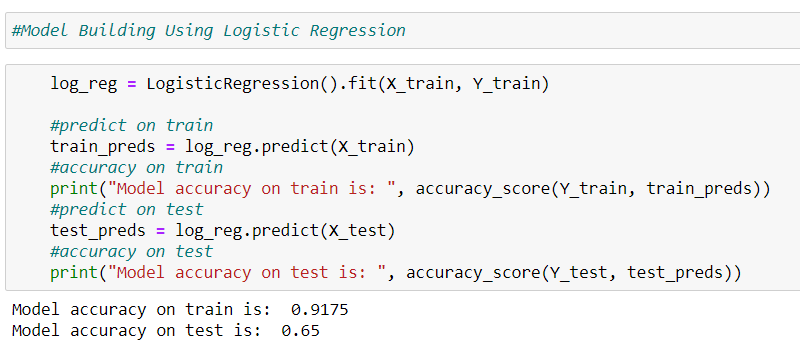 #Model Building Using Logistic Regression
log_reg = LogisticRegression().fit(X_train, Y_train)
#predict on train
train_preds = log_reg.predict(X_train)
#accuracy on train
print("Model accuracy on train is: ", accuracy_score(Y_train, train_preds))
#predict on test
test_preds = log_reg.predict(X_test)
#accuracy on test
print("Model accuracy on test is: ", accuracy_score(Y_test, test_preds))
Model accuracy on train is:  0.9175
Model accuracy on test is:  0.65